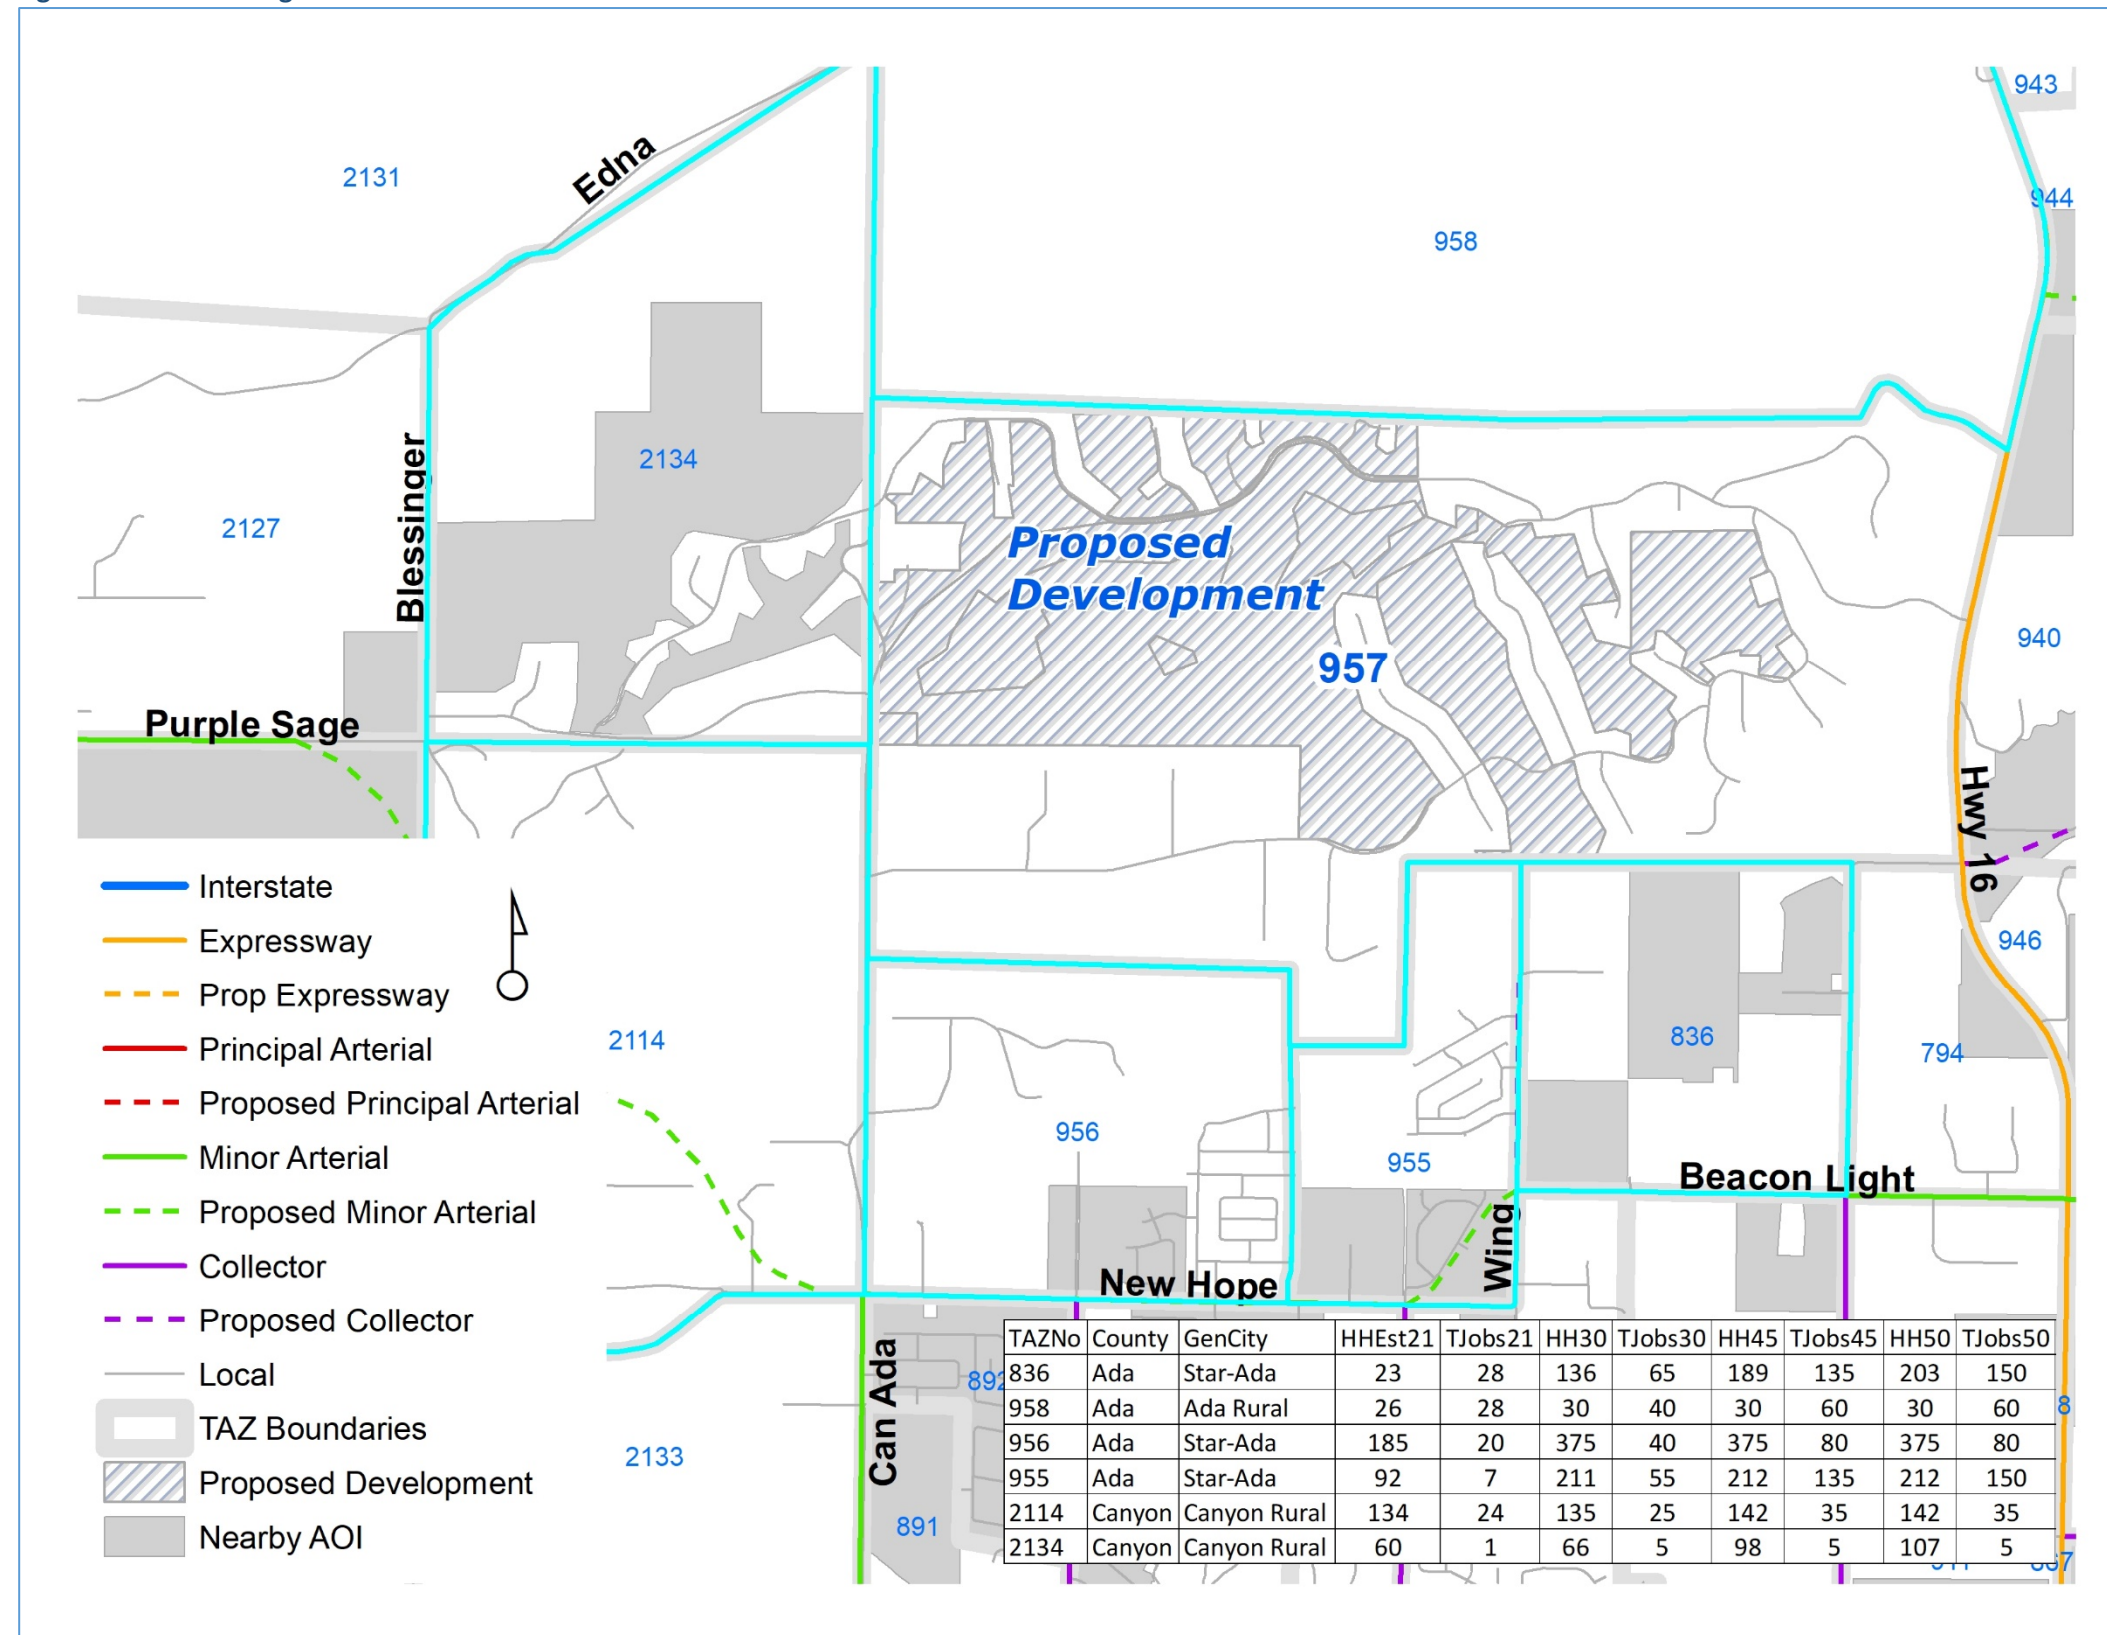 943
944
2131
Edna
958
2134
Blessinger
2127
Proposed
Development
957
940
Purple Sage
Hwy 16
946
2114
836
794
956
955
Beacon Light
Wing
New Hope
Can Ada
892
2133
891
8
Interstate
Expressway
Prop Expressway
Principal Arterial
Proposed Principal Arterial
Minor Arterial
Proposed Minor Arterial
Collector
Proposed Collector
Local
TAZ Boundaries
Proposed Development
Nearby AOI
TAZNo County GenCity HHEst21 TJobs21 HH30 TJobs30 HH45 TJobs45 HH50 TJobs50
836 Ada Star-Ada 23 28 136 65 189 135 203 150
958 Ada Ada Rural 26 28 30 40 30 60 30 60
956 Ada Star-Ada 185 20 375 40 375 80 375 80
955 Ada Star-Ada 92 7 211 55 212 135 212 150
2114 Canyon Canyon Rural 134 24 135 25 142 35 142 35
2134 Canyon Canyon Rural 60 1 66 5 98 5 107 5